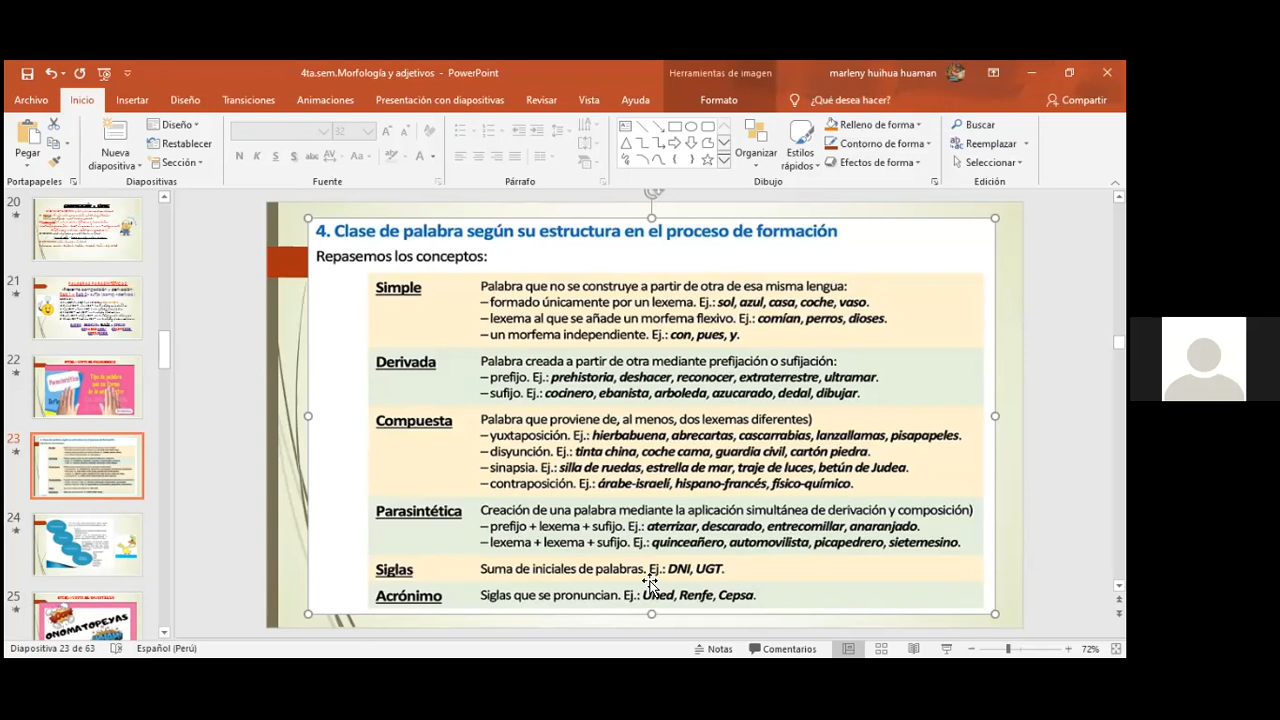 4ta.sem.Morfología y adjetivos - PowerPoint
Herramientas de imagen
marleny huihua huaman
Archivo Inicio Insertar Diseño Transiciones Animaciones Presentación con diapositivas Revisar Vista Ayuda Formato ¿Qué desea hacer? Compartir
Pegar
Nueva diapositiva
Diseño
Restablecer
Sección
32
N K S S abc AV Aa A
Organizar
Estilos rápidos
Relleno de forma
Contorno de forma
Efectos de forma
Buscar
Reemplazar
Seleccionar
Portapapeles Diapositivas Fuente Párrafo Dibujo Edición
20
21
22
23
24
25
ONOMATOPEYAS
4. Clase de palabra según su estructura en el proceso de formación
Repasemos los conceptos:
Simple Palabra que no se construye a partir de otra de esa misma lengua:
– formado únicamente por un lexema. Ej.: sol, azul, casa, coche, vaso.
– lexema al que se añade un morfema flexivo. Ej.: comían, perros, dioses.
– un morfema independiente. Ej.: con, pues, y.
Derivada Palabra creada a partir de otra mediante prefijación o sufijación:
– prefijo. Ej.: prehistoria, deshacer, reconocer, extraterrestre, ultramar.
– sufijo. Ej.: cocinero, ebanista, arboleda, azucarado, dedal, dibujar.
Compuesta Palabra que proviene de, al menos, dos lexemas diferentes)
– yuxtaposición. Ej.: hierbabuena, abrecartas, cascarrabias, lanzallamas, pisapapeles.
– disyunción. Ej.: tinta china, coche cama, guardia civil, cartón piedra.
– sinapsia. Ej.: silla de ruedas, estrella de mar, traje de luces, betún de Judea.
– contraposición. Ej.: árabe-israelí, hispano-francés, físico-químico.
Parasintética Creación de una palabra mediante la aplicación simultánea de derivación y composición)
– prefijo + lexema + sufijo. Ej.: aterrizar, descarado, entrecomillar, anaranjado.
– lexema + lexema + sufijo. Ej.: quinceañero, automovilista, picapedrero, sietemesino.
Siglas Suma de iniciales de palabras. Ej.: DNI, UGT.
Acrónimo Siglas que se pronuncian. Ej.: Uned, Renfe, Cepsa.
Diapositiva 23 de 63 Español (Perú) Notas Comentarios 72%